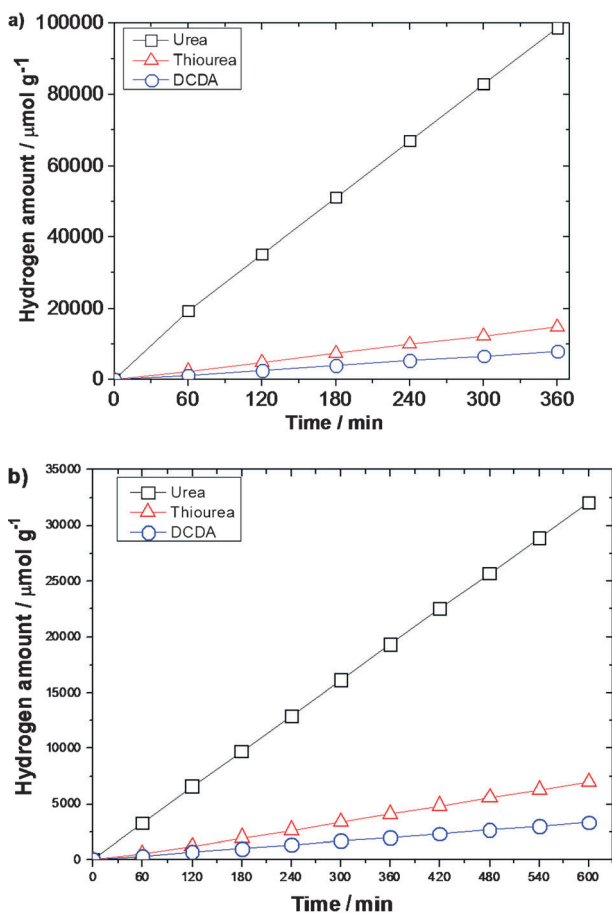 a)
Urea
Thiourea
DCDA
Hydrogen amount / μmol g⁻¹
100000
80000
60000
40000
20000
0
0 60 120 180 240 300 360
Time / min
b)
Urea
Thiourea
DCDA
Hydrogen amount / μmol g⁻¹
35000
30000
25000
20000
15000
10000
5000
0
0 60 120 180 240 300 360 420 480 540 600
Time / min